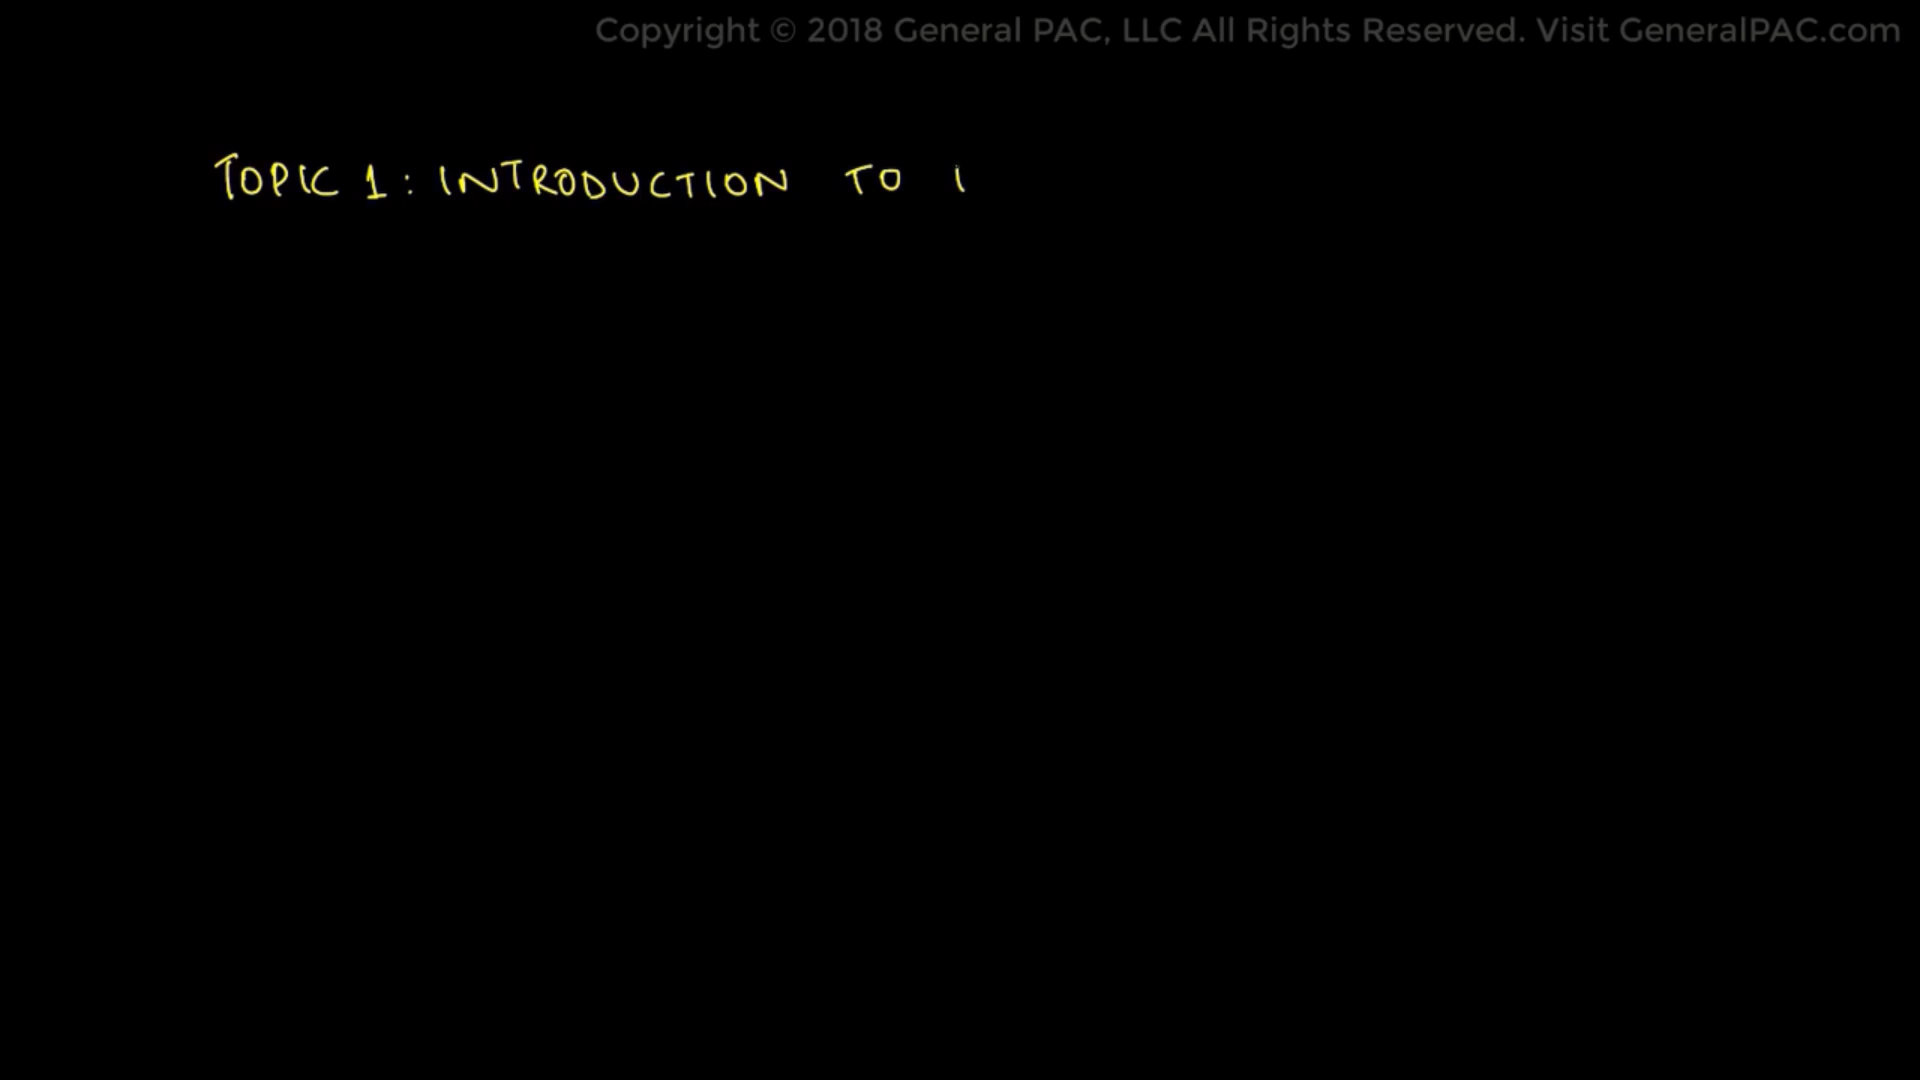 Copyright © 2018 General PAC, LLC All Rights Reserved. Visit GeneralPAC.com
TOPIC 1: INTRODUCTION TO